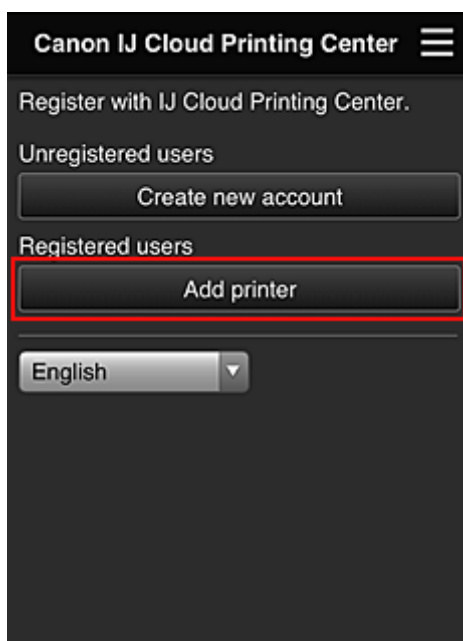 Canon IJ Cloud Printing Center
Register with IJ Cloud Printing Center.
Unregistered users
Create new account
Registered users
Add printer
English